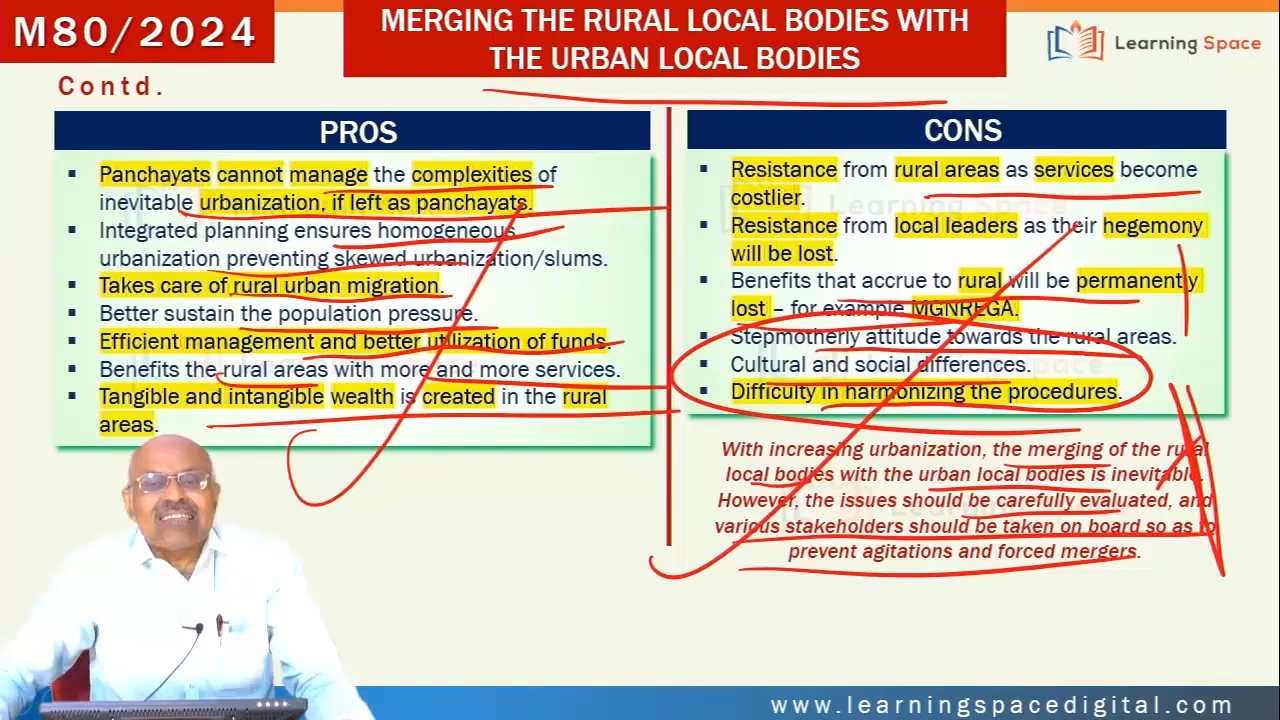 M80/2024
MERGING THE RURAL LOCAL BODIES WITH
THE URBAN LOCAL BODIES
Learning Space
Contd.
PROS
▪ Panchayats cannot manage the complexities of
inevitable urbanization, if left as panchayats.
▪ Integrated planning ensures homogeneous
urbanization preventing skewed urbanization/slums.
▪ Takes care of rural urban migration.
▪ Better sustain the population pressure.
▪ Efficient management and better utilization of funds.
▪ Benefits the rural areas with more and more services.
▪ Tangible and intangible wealth is created in the rural
areas.
CONS
▪ Resistance from rural areas as services become
costlier.
▪ Resistance from local leaders as their hegemony
will be lost.
▪ Benefits that accrue to rural will be permanently
lost – for example MGNREGA.
▪ Stepmotherly attitude towards the rural areas.
▪ Cultural and social differences.
▪ Difficulty in harmonizing the procedures.
With increasing urbanization, the merging of the rural
local bodies with the urban local bodies is inevitable.
However, the issues should be carefully evaluated, and
various stakeholders should be taken on board so as to
prevent agitations and forced mergers.
www.learningspacedigital.com